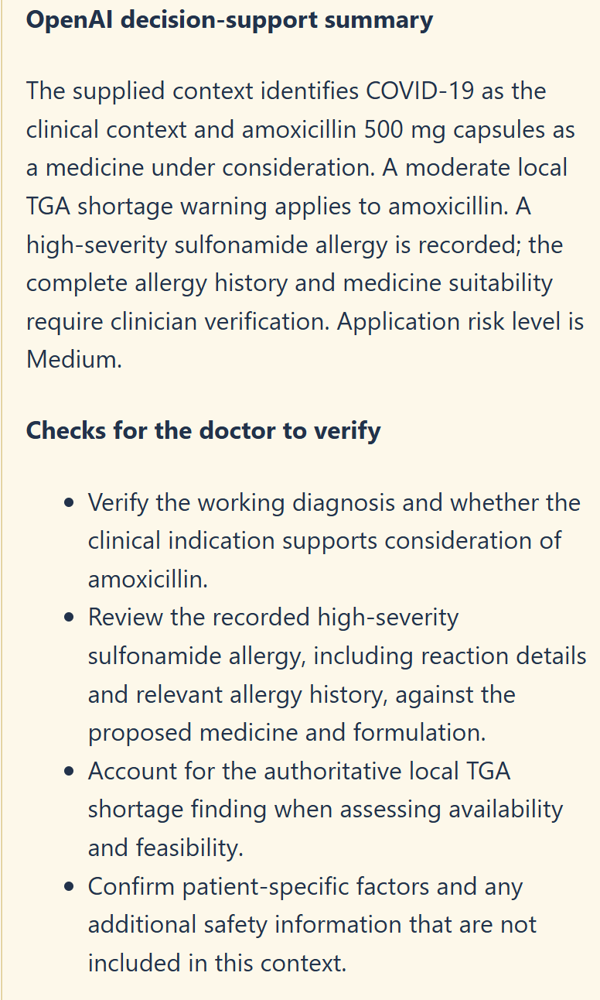 OpenAI decision-support summary
The supplied context identifies COVID-19 as the
clinical context and amoxicillin 500 mg capsules as
a medicine under consideration. A moderate local
TGA shortage warning applies to amoxicillin. A
high-severity sulfonamide allergy is recorded; the
complete allergy history and medicine suitability
require clinician verification. Application risk level is
Medium.
Checks for the doctor to verify
• Verify the working diagnosis and whether the
clinical indication supports consideration of
amoxicillin.
• Review the recorded high-severity
sulfonamide allergy, including reaction details
and relevant allergy history, against the
proposed medicine and formulation.
• Account for the authoritative local TGA
shortage finding when assessing availability
and feasibility.
• Confirm patient-specific factors and any
additional safety information that are not
included in this context.